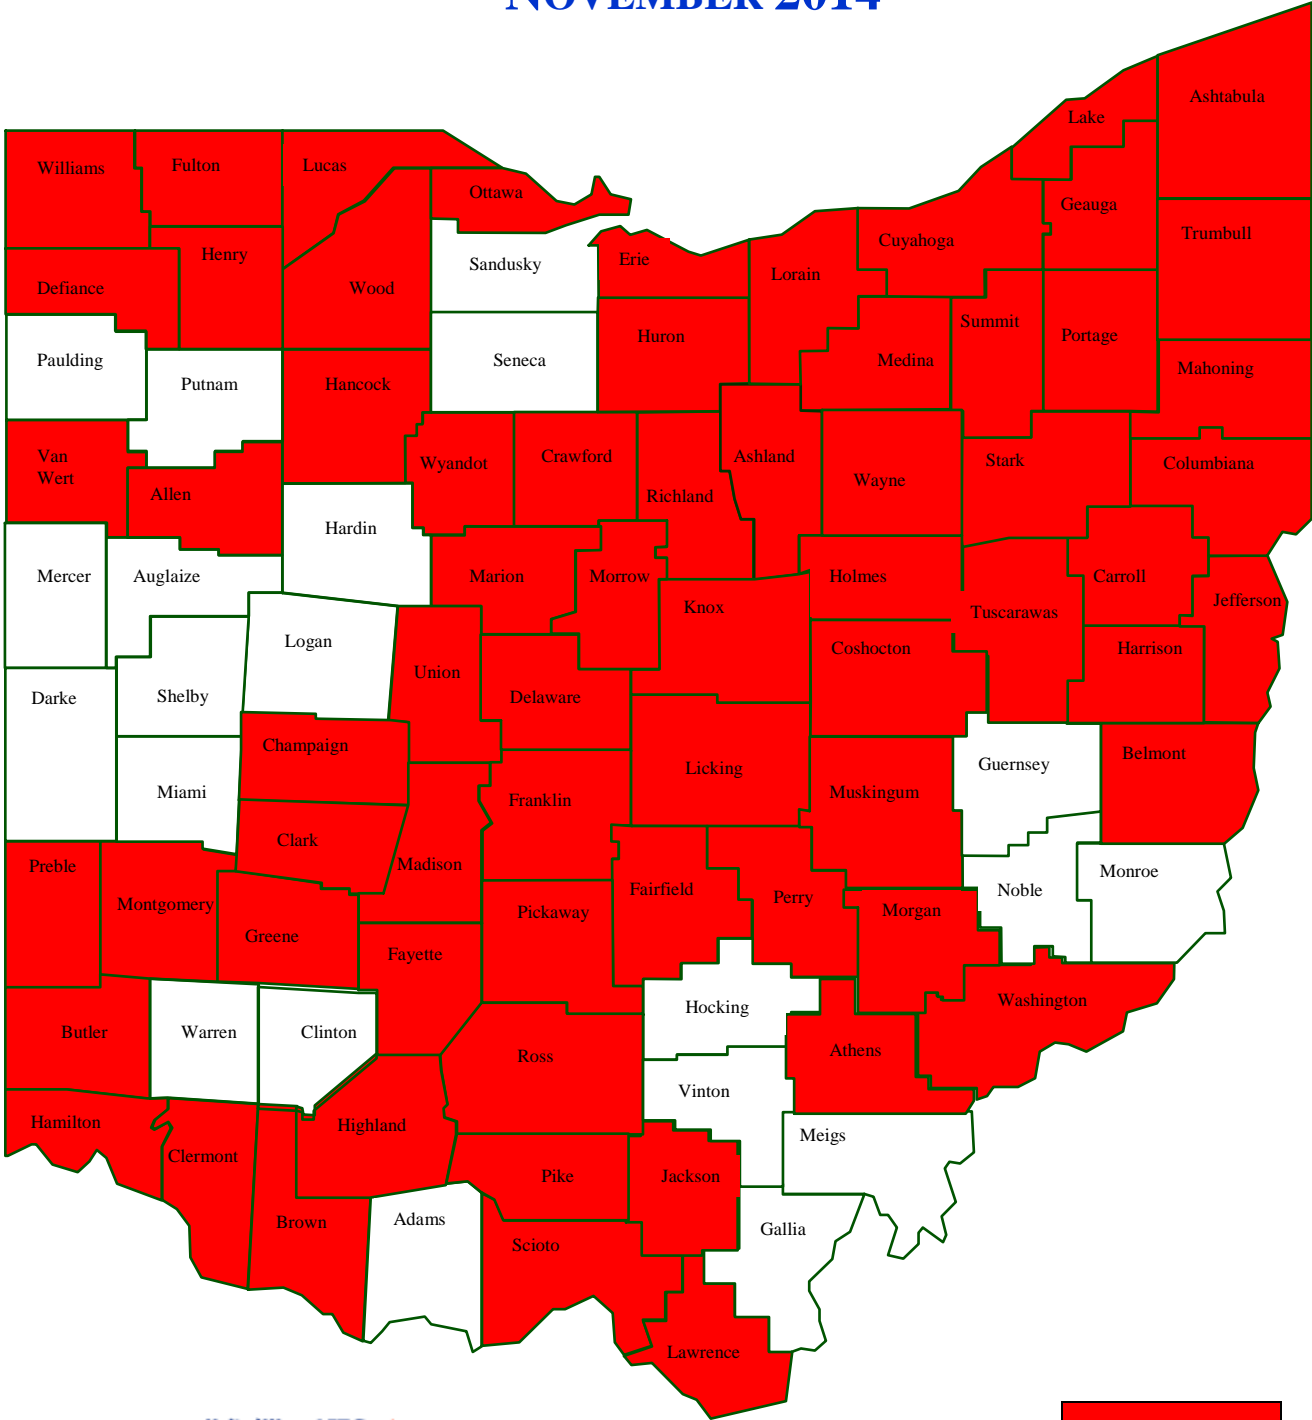 NOVEMBER 2014
Ashtabula
Lake
Williams
Fulton
Lucas
Ottawa
Geauga
Trumbull
Cuyahoga
Henry
Erie
Sandusky
Lorain
Defiance
Wood
Summit
Huron
Portage
Paulding
Seneca
Medina
Mahoning
Putnam
Hancock
Van
Wert
Wyandot
Crawford
Ashland
Stark
Columbiana
Wayne
Allen
Richland
Hardin
Mercer
Auglaize
Marion
Morrow
Holmes
Carroll
Jefferson
Knox
Tuscarawas
Logan
Coshocton
Harrison
Union
Darke
Shelby
Delaware
Champaign
Belmont
Guernsey
Licking
Miami
Franklin
Muskingum
Clark
Preble
Madison
Monroe
Fairfield
Noble
Perry
Montgomery
Pickaway
Morgan
Greene
Fayette
Washington
Hocking
Butler
Warren
Clinton
Athens
Ross
Vinton
Hamilton
Highland
Meigs
Clermont
Pike
Jackson
Brown
Adams
Gallia
Scioto
Lawrence